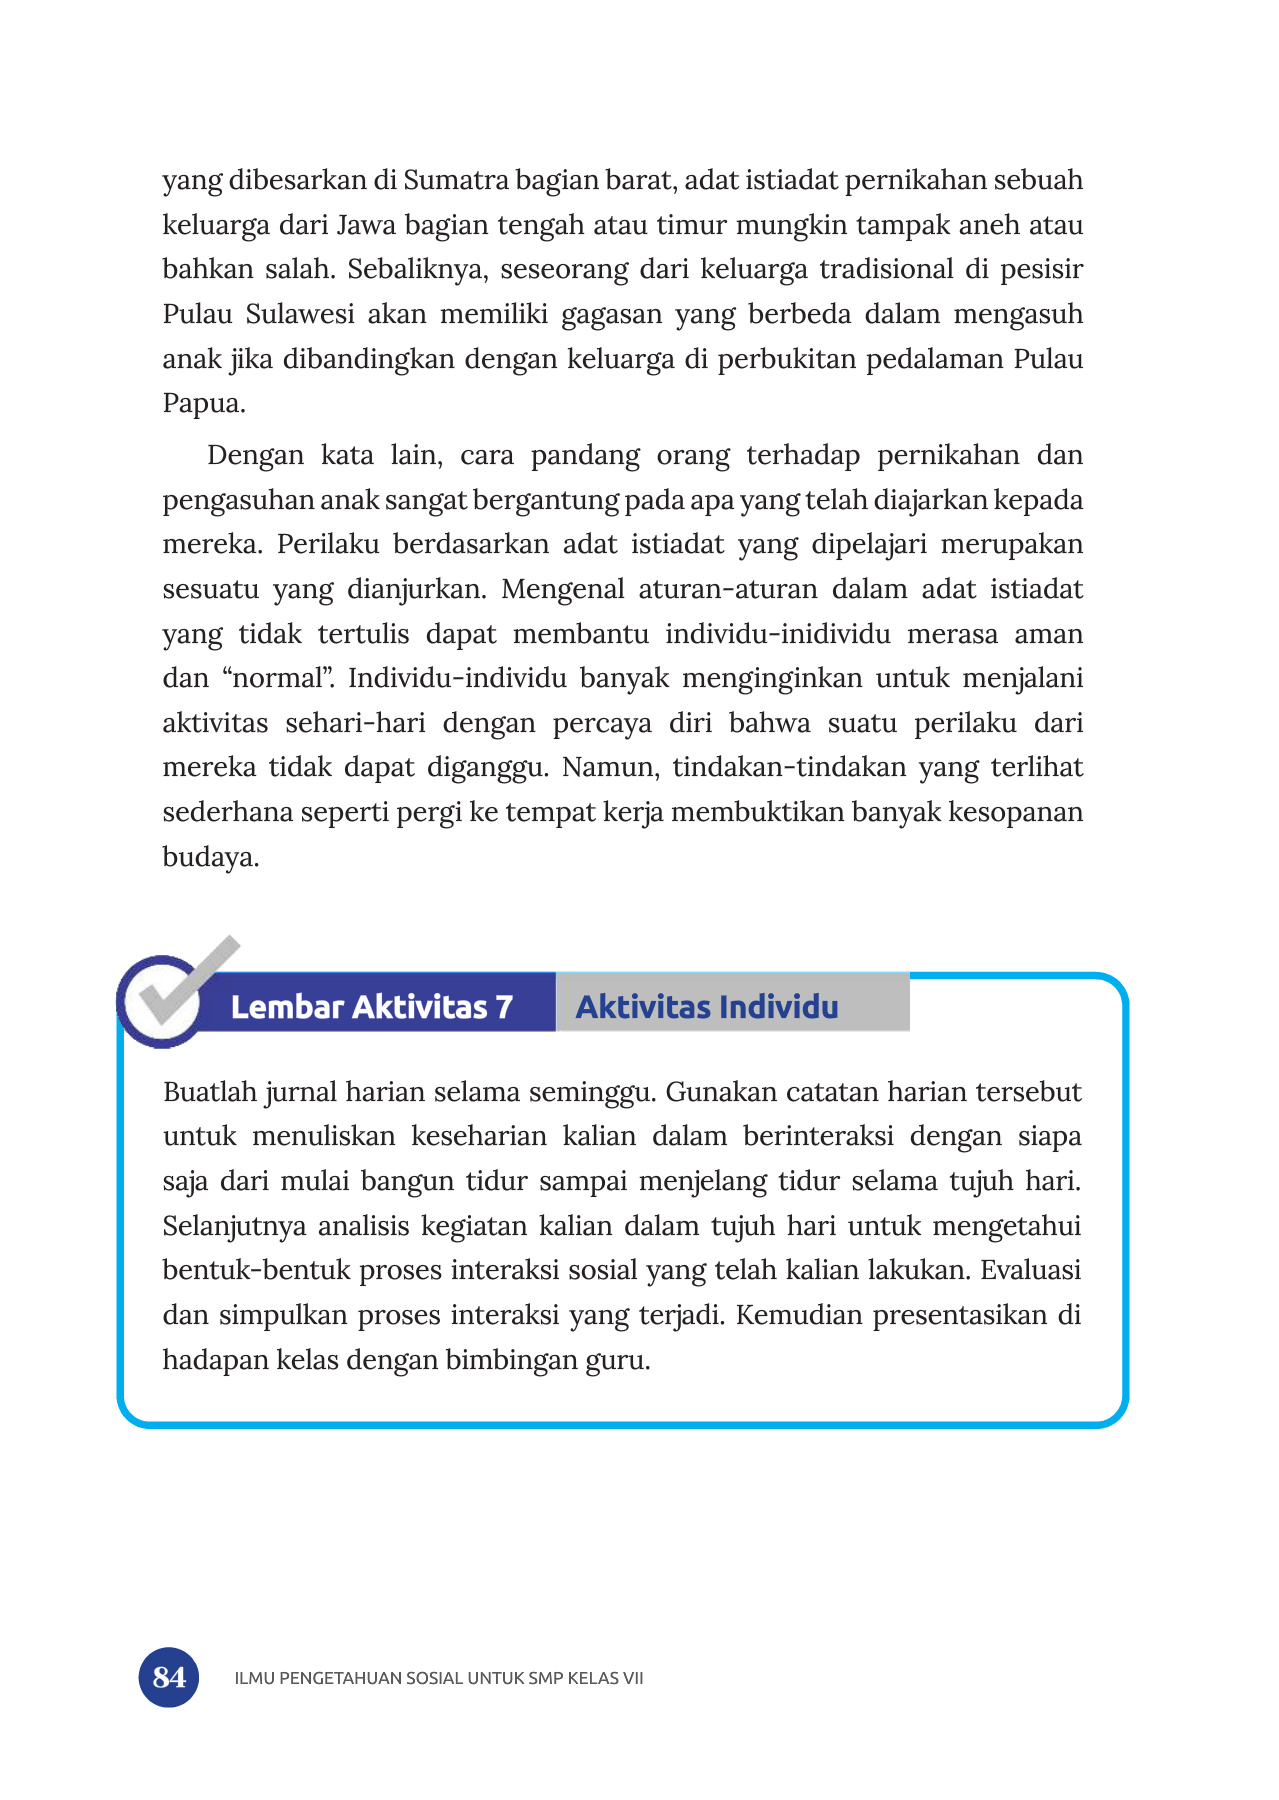 yang dibesarkan di Sumatra bagian barat, adat istiadat pernikahan sebuah
keluarga dari Jawa bagian tengah atau timur mungkin tampak aneh atau
bahkan salah. Sebaliknya, seseorang dari keluarga tradisional di pesisir
Pulau Sulawesi akan memiliki gagasan yang berbeda dalam mengasuh
anak jika dibandingkan dengan keluarga di perbukitan pedalaman Pulau
Papua.
Dengan kata lain, cara pandang orang terhadap pernikahan dan
pengasuhan anak sangat bergantung pada apa yang telah diajarkan kepada
mereka. Perilaku berdasarkan adat istiadat yang dipelajari merupakan
sesuatu yang dianjurkan. Mengenal aturan-aturan dalam adat istiadat
yang tidak tertulis dapat membantu individu-inidividu merasa aman
dan “normal”. Individu-individu banyak menginginkan untuk menjalani
aktivitas sehari-hari dengan percaya diri bahwa suatu perilaku dari
mereka tidak dapat diganggu. Namun, tindakan-tindakan yang terlihat
sederhana seperti pergi ke tempat kerja membuktikan banyak kesopanan
budaya.
Lembar Aktivitas 7 Aktivitas Individu
Buatlah jurnal harian selama seminggu. Gunakan catatan harian tersebut
untuk menuliskan keseharian kalian dalam berinteraksi dengan siapa
saja dari mulai bangun tidur sampai menjelang tidur selama tujuh hari.
Selanjutnya analisis kegiatan kalian dalam tujuh hari untuk mengetahui
bentuk-bentuk proses interaksi sosial yang telah kalian lakukan. Evaluasi
dan simpulkan proses interaksi yang terjadi. Kemudian presentasikan di
hadapan kelas dengan bimbingan guru.
84 ILMU PENGETAHUAN SOSIAL UNTUK SMP KELAS VII